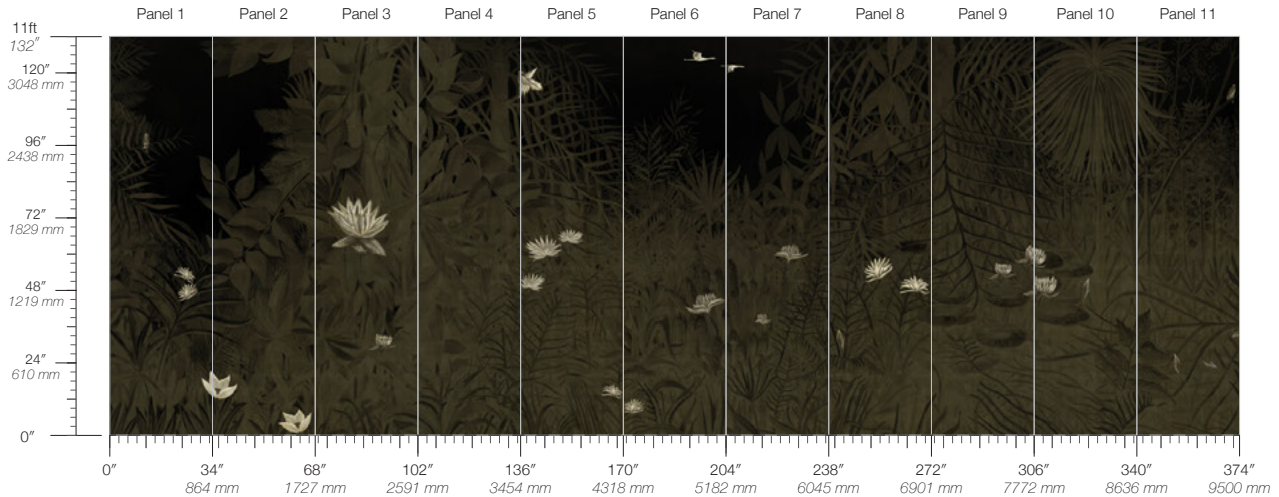 Panel 1 Panel 2 Panel 3 Panel 4 Panel 5 Panel 6 Panel 7 Panel 8 Panel 9 Panel 10 Panel 11
11ft
132”
120”
3048 mm
96”
2438 mm
72”
1829 mm
48”
1219 mm
24”
610 mm
0”
0” 34” 68” 102” 136” 170” 204” 238” 272” 306” 340” 374”
864 mm 1727 mm 2591 mm 3454 mm 4318 mm 5182 mm 6045 mm 6901 mm 7772 mm 8636 mm 9500 mm